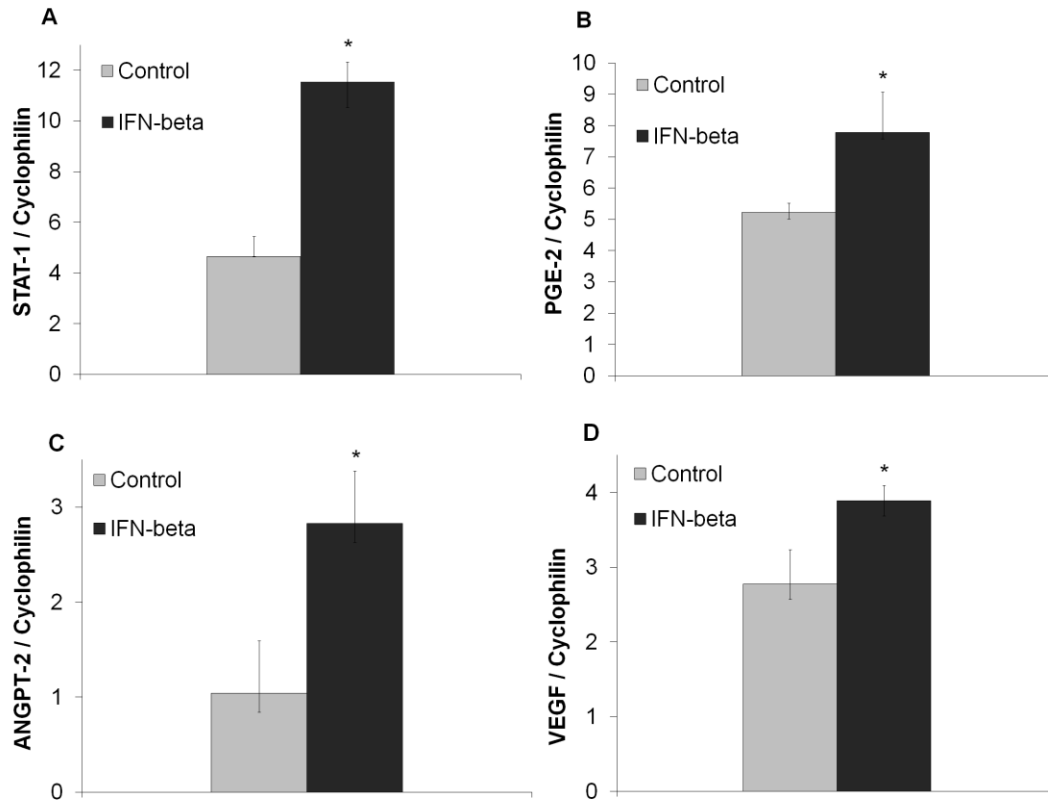 A
STAT-1 / Cyclophilin
12
10
8
6
4
2
0
Control
IFN-beta
*
B
PGE-2 / Cyclophilin
10
9
8
7
6
5
4
3
2
1
0
Control
IFN-beta
*
C
ANGPT-2 / Cyclophilin
3
2
1
0
Control
IFN-beta
*
D
VEGF / Cyclophilin
4
3
2
1
0
Control
IFN-beta
*